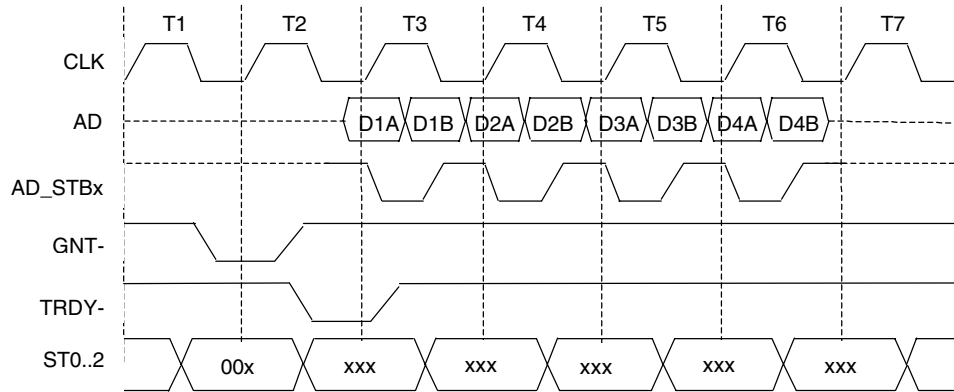 T1 T2 T3 T4 T5 T6 T7
CLK
AD D1A D1B D2A D2B D3A D3B D4A D4B
AD_STBx
GNT-
TRDY-
ST0..2 00x xxx xxx xxx xxx xxx